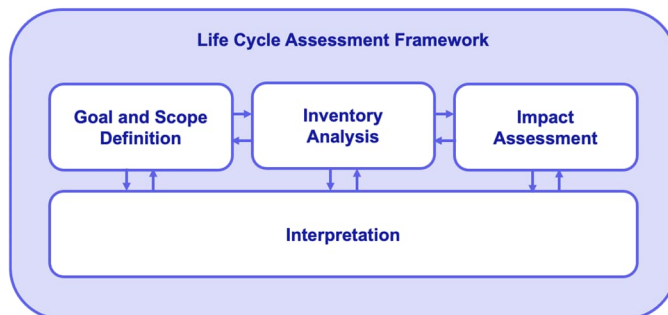 Life Cycle Assessment Framework
Goal and Scope
Definition
Inventory
Analysis
Impact
Assessment
Interpretation